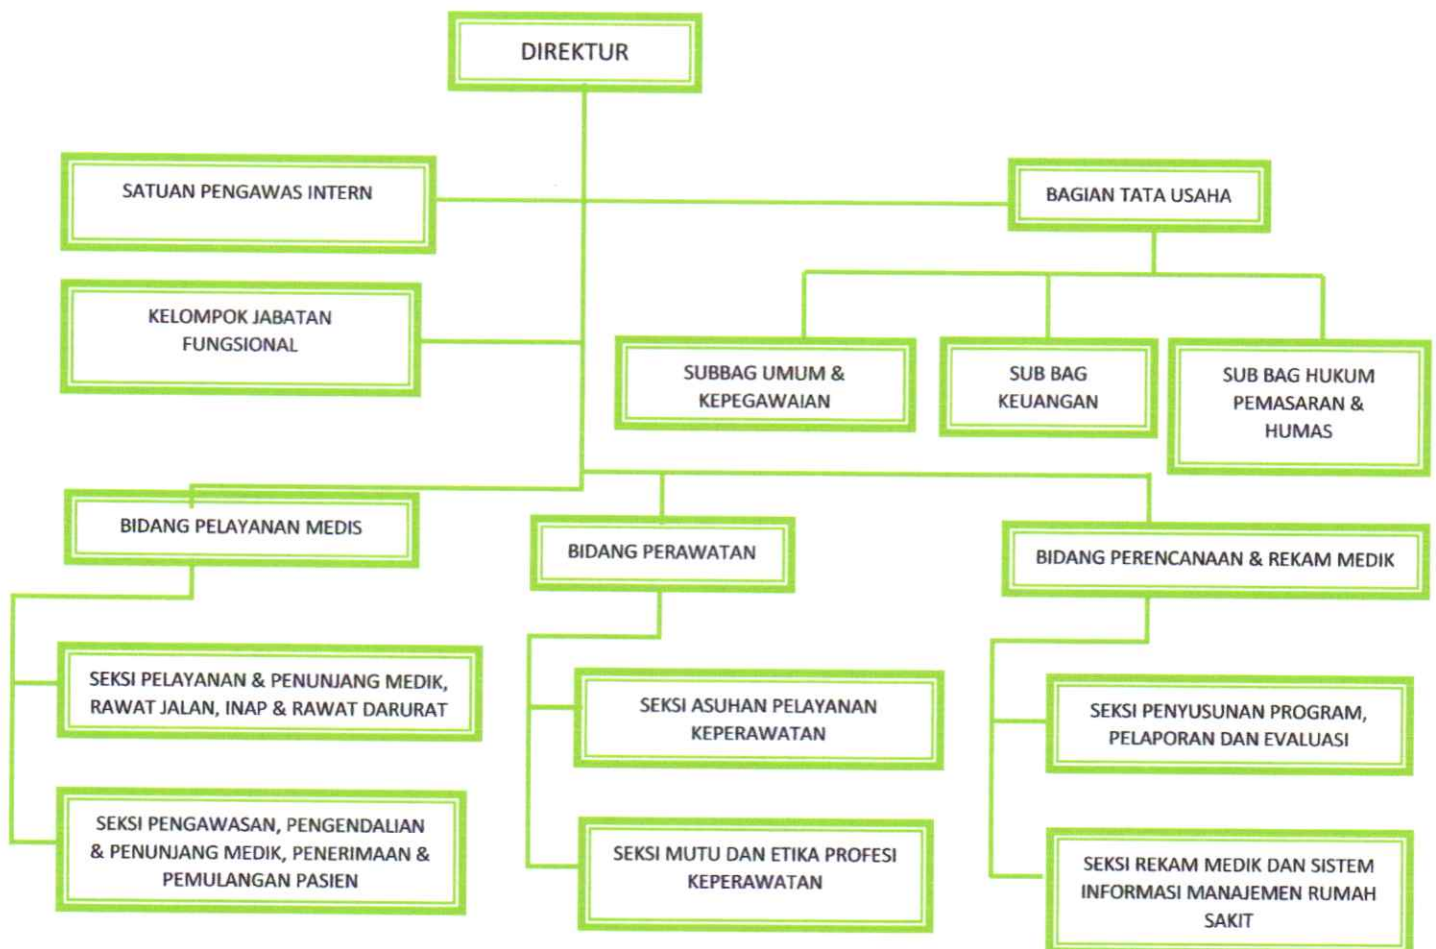 DIREKTUR
SATUAN PENGAWAS INTERN
BAGIAN TATA USAHA
KELOMPOK JABATAN
FUNGSIONAL
SUBBAG UMUM &
KEPEGAWAIAN
SUB BAG
KEUANGAN
SUB BAG HUKUM
PEMASARAN &
HUMAS
BIDANG PELAYANAN MEDIS
BIDANG PERAWATAN
BIDANG PERENCANAAN & REKAM MEDIK
SEKSI PELAYANAN & PENUNJANG MEDIK,
RAWAT JALAN, INAP & RAWAT DARURAT
SEKSI ASUHAN PELAYANAN
KEPERAWATAN
SEKSI PENYUSUNAN PROGRAM,
PELAPORAN DAN EVALUASI
SEKSI PENGAWASAN, PENGENDALIAN
& PENUNJANG MEDIK, PENERIMAAN &
PEMULANGAN PASIEN
SEKSI MUTU DAN ETIKA PROFESI
KEPERAWATAN
SEKSI REKAM MEDIK DAN SISTEM
INFORMASI MANAJEMEN RUMAH
SAKIT